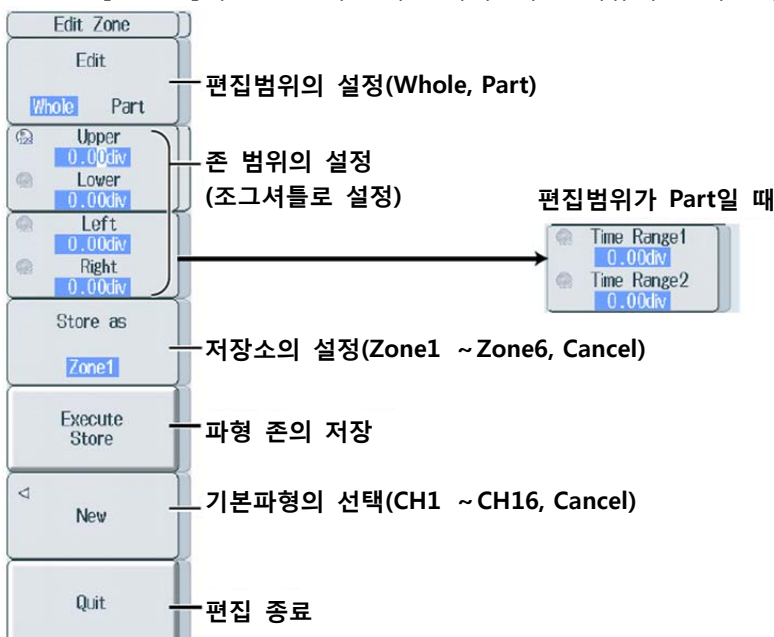 Edit Zone
Edit
Whole Part
편집범위의 설정(Whole, Part)
Upper
0.00div
Lower
0.00div
존 범위의 설정
(조그셔틀로 설정)
Left
0.00div
Right
0.00div
편집범위가 Part일 때
Time Range1
0.00div
Time Range2
0.00div
Store as
Zone1
저장소의 설정(Zone1 ~Zone6, Cancel)
Execute
Store
파형 존의 저장
New
기본파형의 선택(CH1 ~CH16, Cancel)
Quit
편집 종료